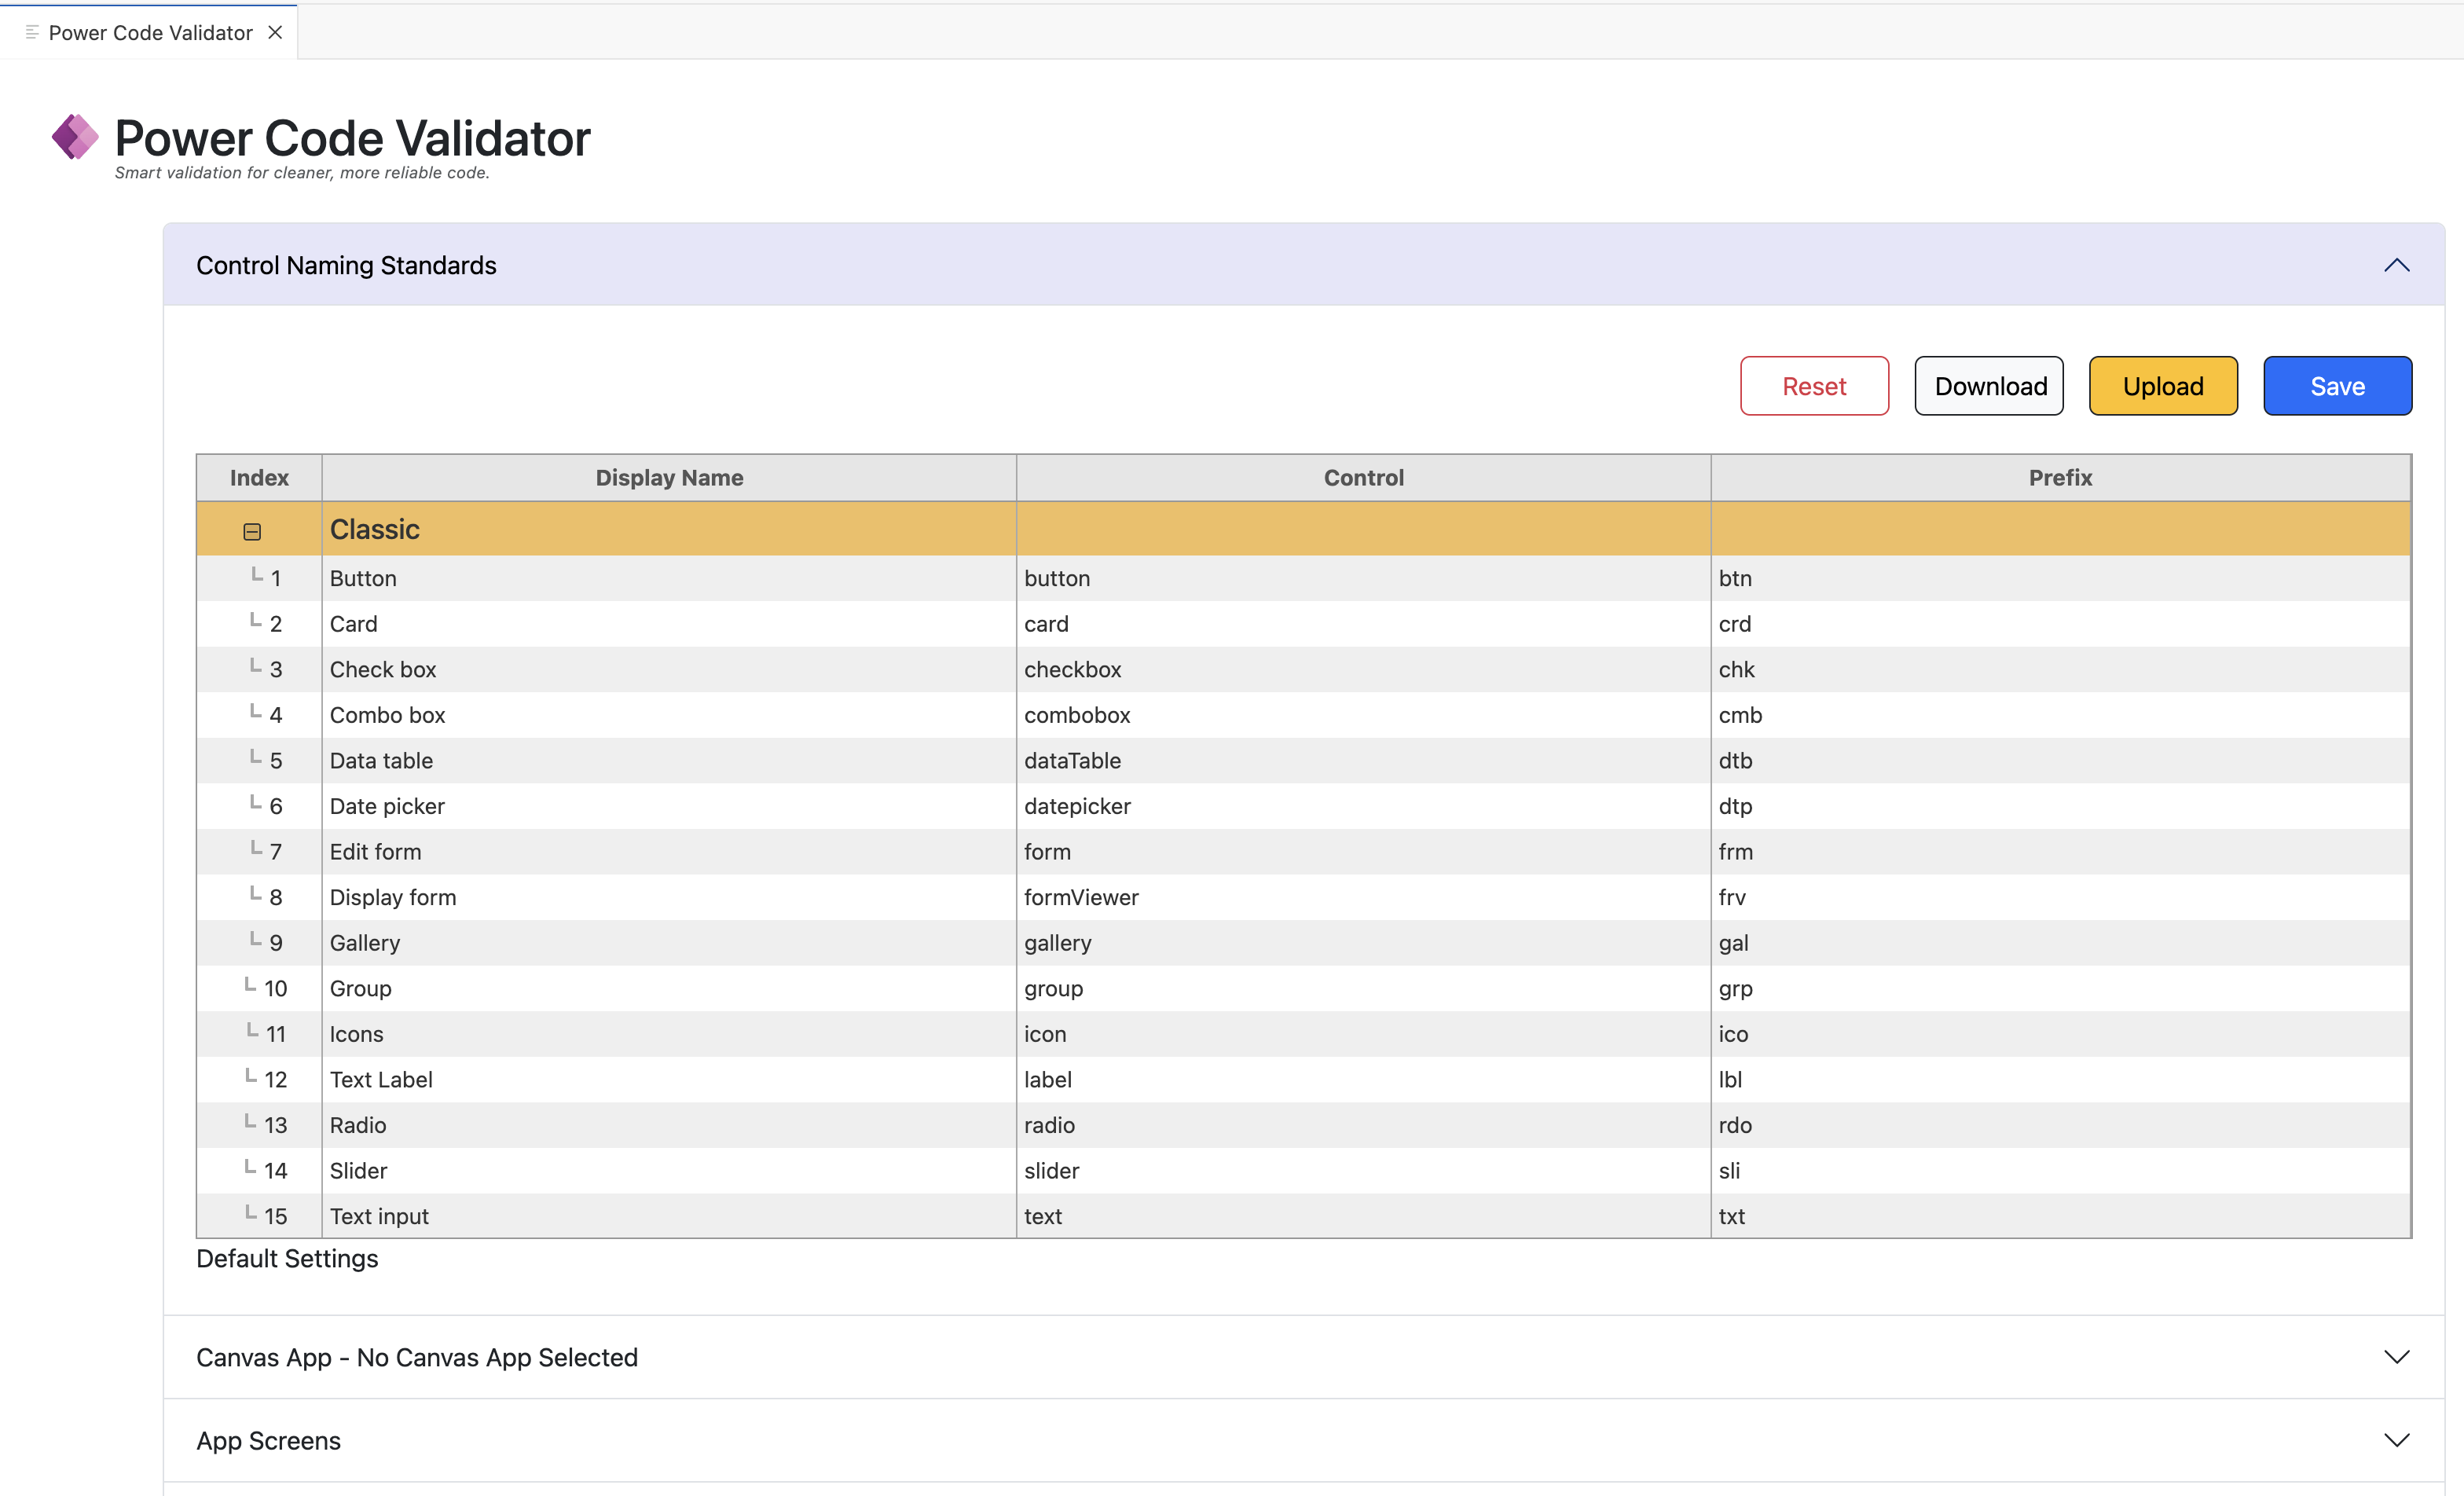 Power Code Validator
Power Code Validator
Smart validation for cleaner, more reliable code.
Control Naming Standards
Reset Download Upload Save
Index Display Name Control Prefix
Classic
1 Button button btn
2 Card card crd
3 Check box checkbox chk
4 Combo box combobox cmb
5 Data table dataTable dtb
6 Date picker datepicker dtp
7 Edit form form frm
8 Display form formViewer frv
9 Gallery gallery gal
10 Group group grp
11 Icons icon ico
12 Text Label label lbl
13 Radio radio rdo
14 Slider slider sli
15 Text input text txt
Default Settings
Canvas App - No Canvas App Selected
App Screens